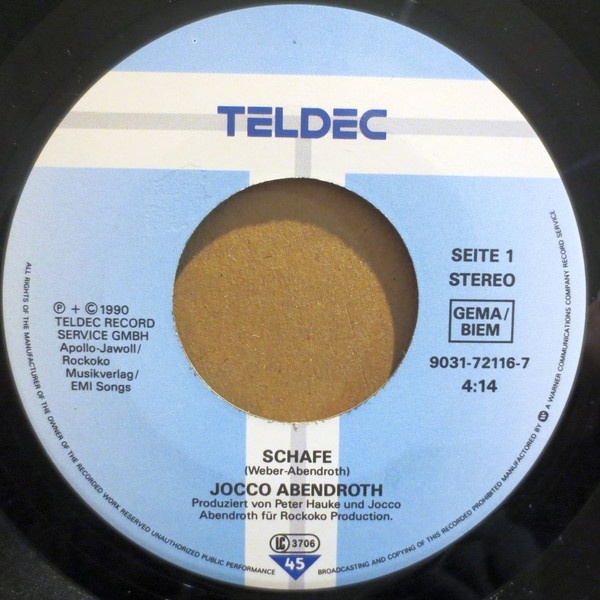 TELDEC
SEITE 1
STEREO
GEMA/
BIEM
9031-72116-7
4:14
Ⓟ + © 1990
TELDEC RECORD
SERVICE GMBH
Apollo-Jawoll/
Rockoko
Musikverlag/
EMI Songs
SCHAFE
(Weber-Abendroth)
JOCCO ABENDROTH
Produziert von Peter Hauke und Jocco
Abendroth für Rockoko Production.
LC 3706
45
ALL RIGHTS OF THE MANUFACTURER OF THE OWNER OF THE RECORDED WORK RESERVED UNAUTHORIZED PUBLIC PERFORMANCE BROADCASTING AND COPYING OF THIS RECORDED PROHIBITED MANUFACTURED BY W A WARNER COMMUNICATIONS COMPANY RECORD SERVICE